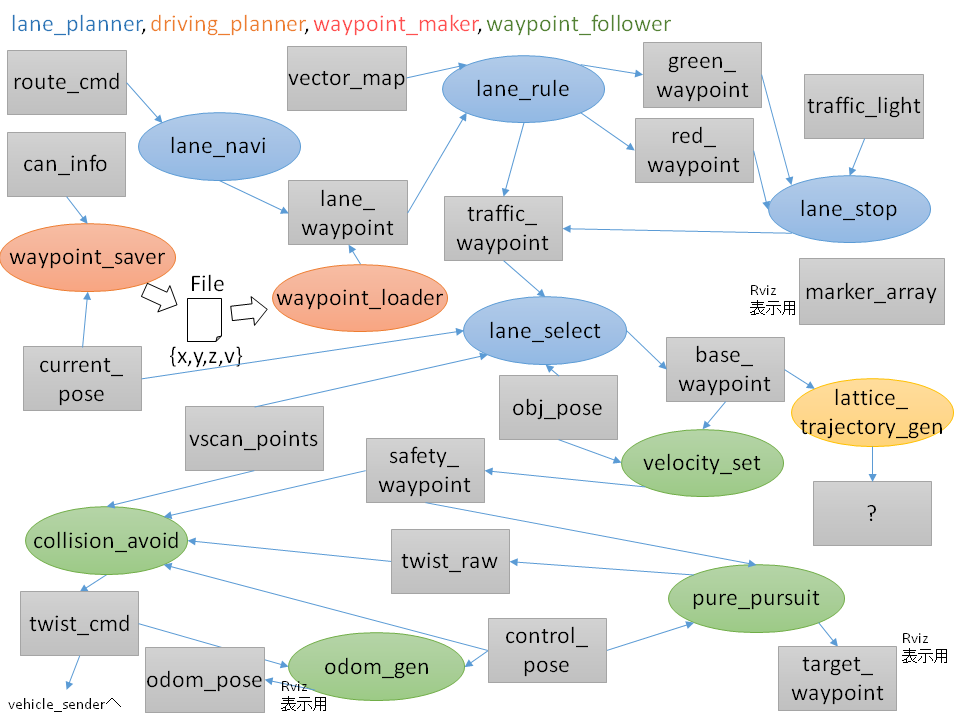 lane_planner, driving_planner, waypoint_maker, waypoint_follower
route_cmd
vector_map
lane_rule
green_
waypoint
traffic_light
can_info
lane_navi
red_
waypoint
lane_
waypoint
traffic_
waypoint
lane_stop
waypoint_saver
File
{x,y,z,v}
waypoint_loader
Rviz
表示用
marker_array
current_
pose
lane_select
base_
waypoint
obj_pose
lattice_
trajectory_gen
vscan_points
safety_
waypoint
velocity_set
?
collision_avoid
twist_raw
pure_pursuit
twist_cmd
control_
pose
Rviz
表示用
target_
waypoint
odom_pose
Rviz
表示用
odom_gen
vehicle_senderへ